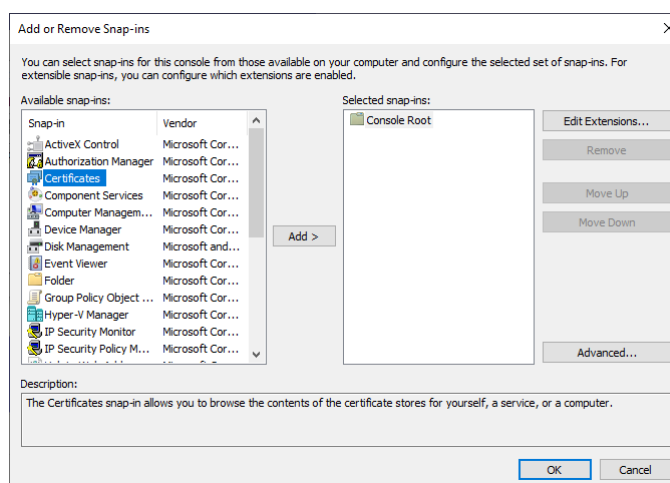 Add or Remove Snap-ins
You can select snap-ins for this console from those available on your computer and configure the selected set of snap-ins. For
extensible snap-ins, you can configure which extensions are enabled.
Available snap-ins:
Selected snap-ins:
Snap-in Vendor
ActiveX Control Microsoft Cor...
Authorization Manager Microsoft Cor...
Certificates Microsoft Cor...
Component Services Microsoft Cor...
Computer Managem... Microsoft Cor...
Device Manager Microsoft Cor...
Disk Management Microsoft and...
Event Viewer Microsoft Cor...
Folder Microsoft Cor...
Group Policy Object ... Microsoft Cor...
Hyper-V Manager Microsoft Cor...
IP Security Monitor Microsoft Cor...
IP Security Policy M... Microsoft Cor...
Add >
Console Root
Edit Extensions...
Remove
Move Up
Move Down
Advanced...
Description:
The Certificates snap-in allows you to browse the contents of the certificate stores for yourself, a service, or a computer.
OK Cancel